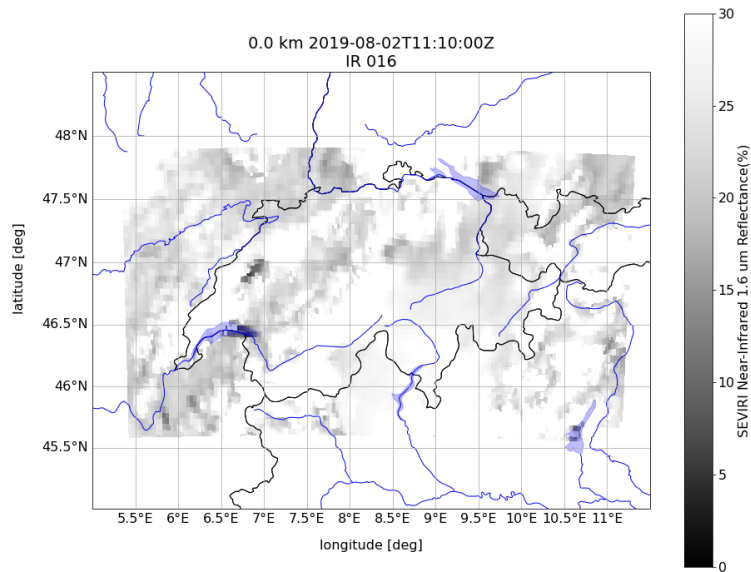 0.0 km 2019-08-02T11:10:00Z
IR 016
48°N
47.5°N
47°N
46.5°N
46°N
45.5°N
latitude [deg]
5.5°E 6°E 6.5°E 7°E 7.5°E 8°E 8.5°E 9°E 9.5°E 10°E 10.5°E 11°E
longitude [deg]
30
25
20
15
10
5
0
SEVIRI Near-Infrared 1.6 um Reflectance(%)